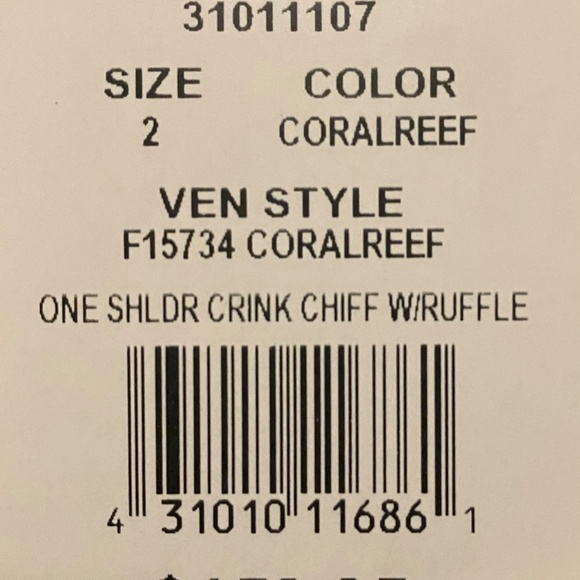 31011107
SIZE COLOR
2 CORALREEF
VEN STYLE
F15734 CORALREEF
ONE SHLDR CRINK CHIFF W/RUFFLE
4 31010 11686 1